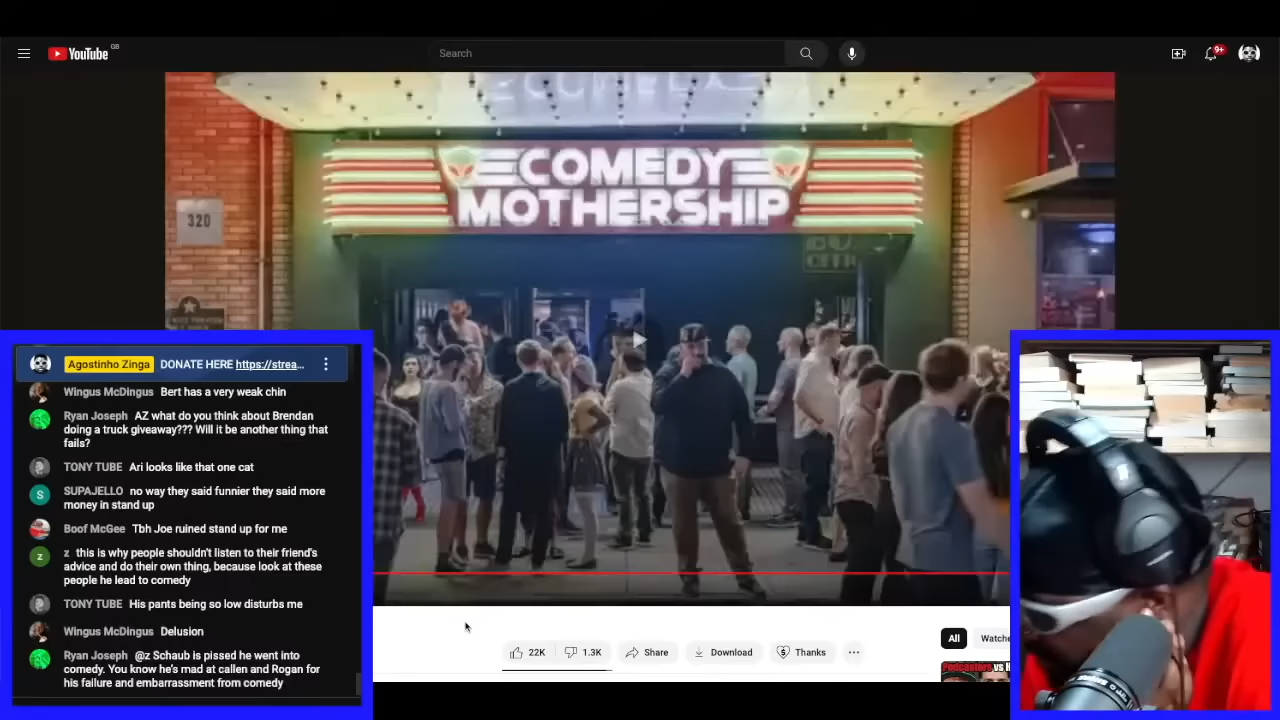 YouTube GB
Search
9+
COMEDY
MOTHERSHIP
320
Agostinho Zinga DONATE HERE https://strea...
Wingus McDingus Bert has a very weak chin
Ryan Joseph AZ what do you think about Brendan
doing a truck giveaway??? Will it be another thing that
fails?
TONY TUBE Ari looks like that one cat
SUPAJELLO no way they said funnier they said more
money in stand up
Boof McGee Tbh Joe ruined stand up for me
z this is why people shouldn't listen to their friend's
advice and do their own thing, because look at these
people he lead to comedy
TONY TUBE His pants being so low disturbs me
Wingus McDingus Delusion
Ryan Joseph @z Schaub is pissed he went into
comedy. You know he's mad at callen and Rogan for
his failure and embarrassment from comedy
22K 1.3K Share Download Thanks
All Watche
Podcasters vs H